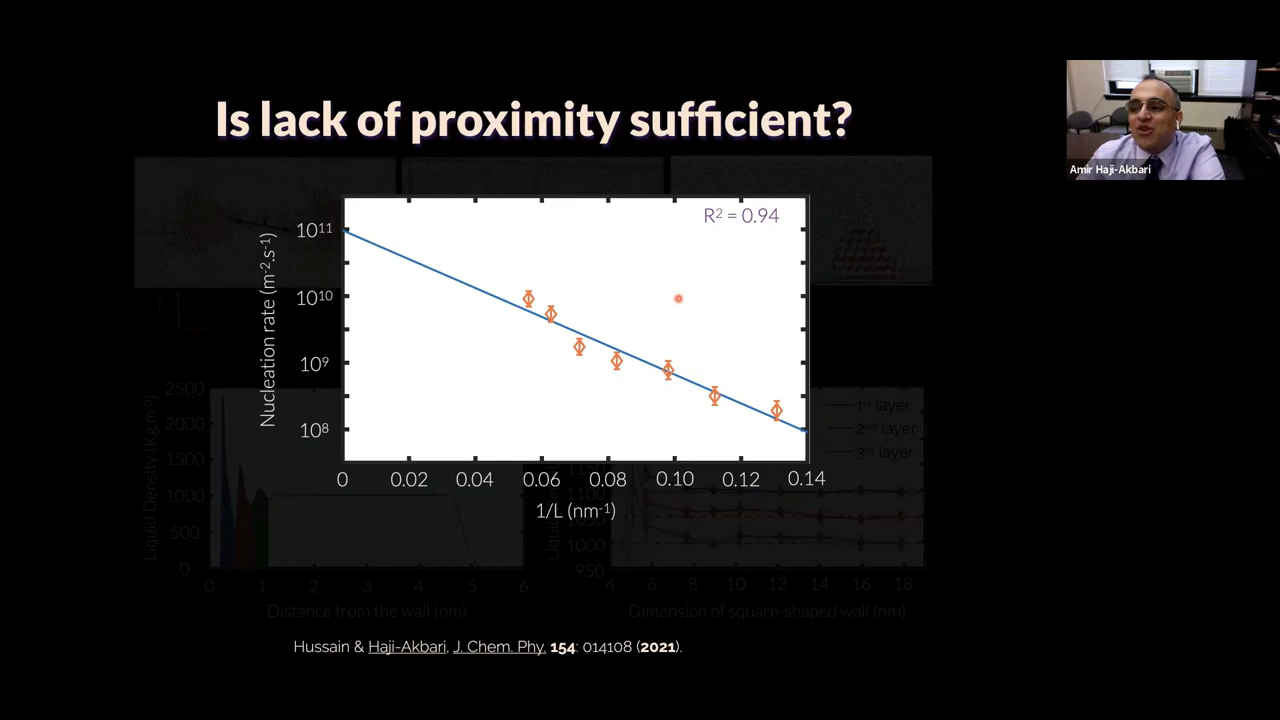 Is lack of proximity sufficient?
Amir Haji-Akbari
R² = 0.94
Nucleation rate (m⁻².s⁻¹)
10¹¹
10¹⁰
10⁹
10⁸
0 0.02 0.04 0.06 0.08 0.10 0.12 0.14
1/L (nm⁻¹)
Liquid Density (Kg.m⁻³)
2500
2000
1500
1000
500
0
0 1 2 3 4 5 6
Distance from the wall (nm)
1ˢᵗ layer
2ⁿᵈ layer
3ʳᵈ layer
1000
950
4 6 8 10 12 14 16 18
Dimension of square-shaped wall (nm)
Hussain & Haji-Akbari, J. Chem. Phy. 154: 014108 (2021).